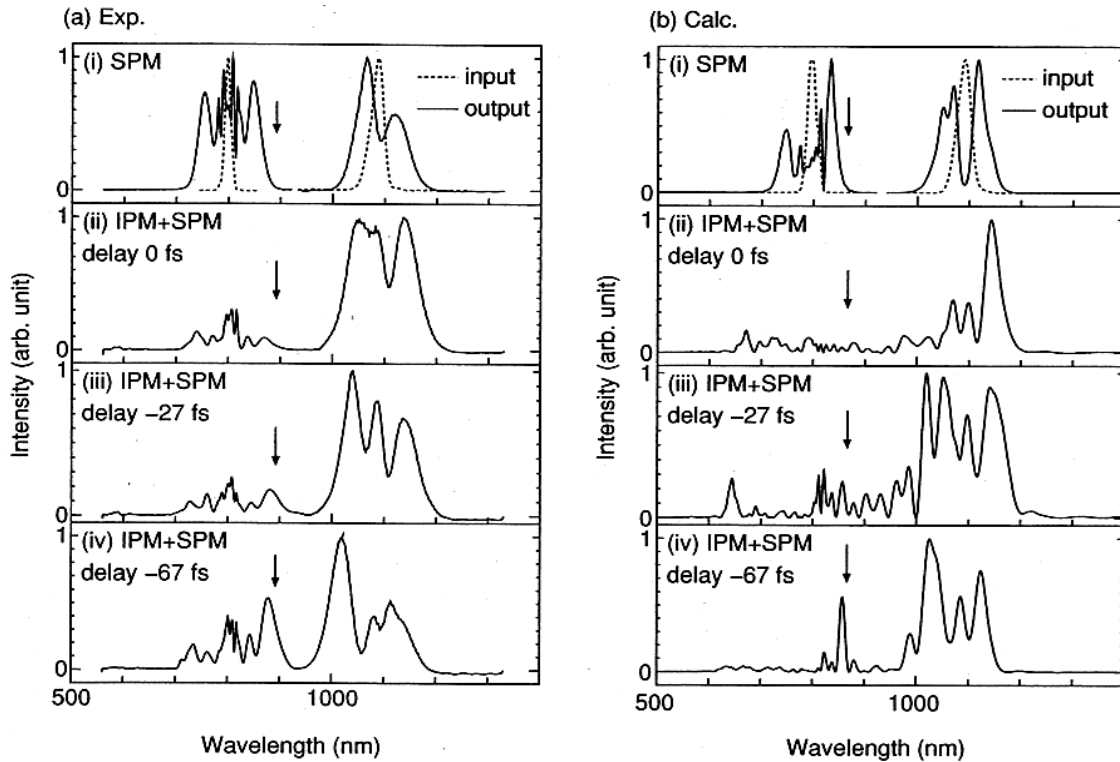 (a) Exp.
Intensity (arb. unit)
1
0
(i) SPM
input
output
1
0
(ii) IPM+SPM
delay 0 fs
1
0
(iii) IPM+SPM
delay −27 fs
1
0
(iv) IPM+SPM
delay −67 fs
500
1000
Wavelength (nm)
(b) Calc.
Intensity (arb. unit)
1
0
(i) SPM
input
output
1
0
(ii) IPM+SPM
delay 0 fs
1
0
(iii) IPM+SPM
delay −27 fs
1
0
(iv) IPM+SPM
delay −67 fs
500
1000
Wavelength (nm)